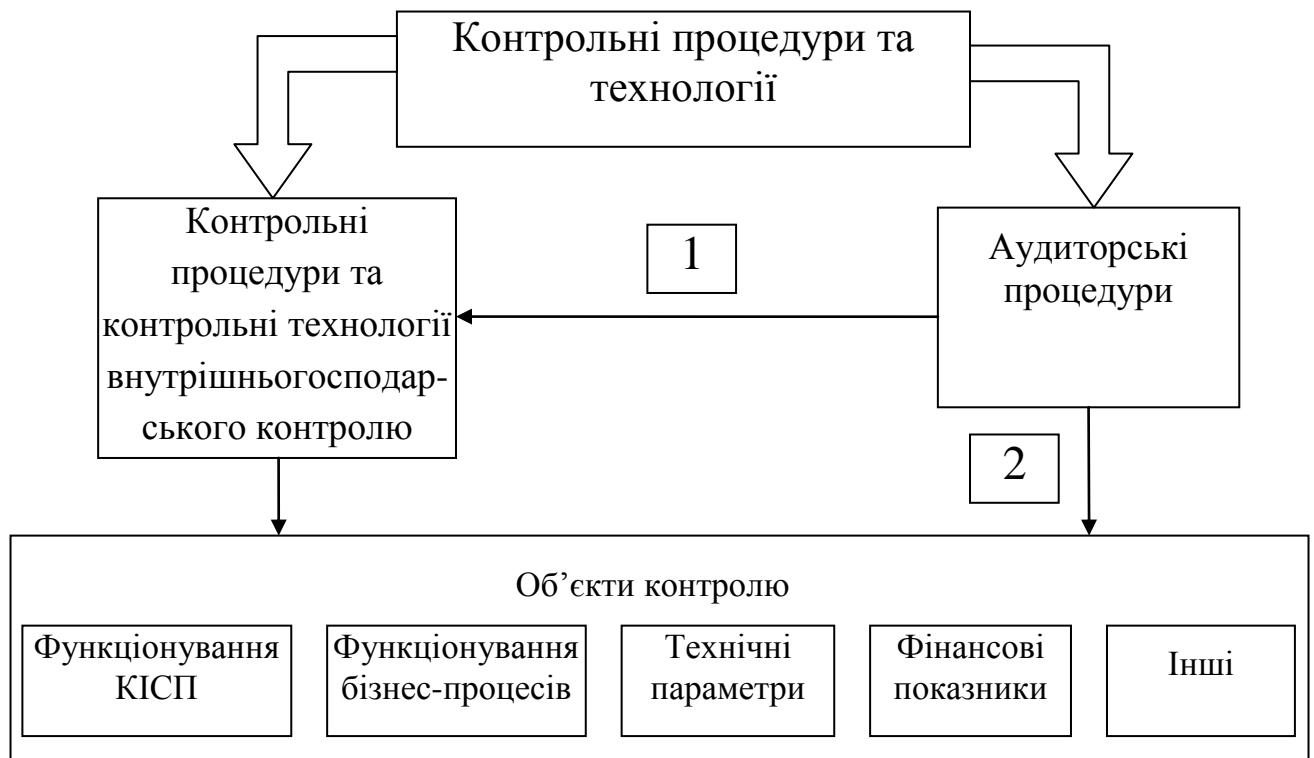 Контрольні процедури та
технології
Контрольні
процедури та
контрольні технології
внутрішньогосподар-
ського контролю
1
Аудиторські
процедури
2
Об’єкти контролю
Функціонування
КІСП
Функціонування
бізнес-процесів
Технічні
параметри
Фінансові
показники
Інші